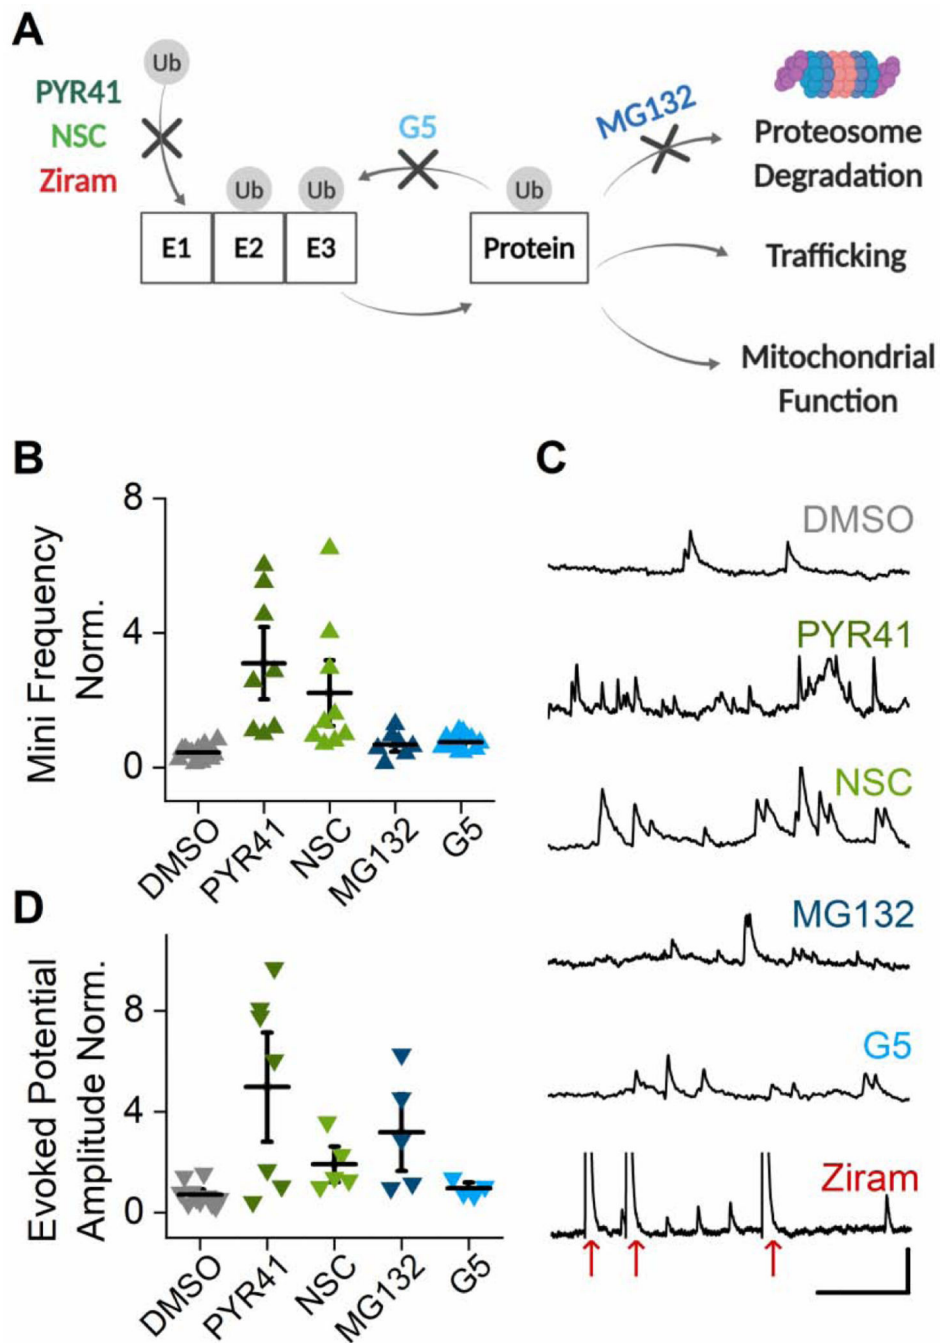 A
Ub
PYR41
NSC
Ziram
G5
MG132
Proteosome
Degradation
Ub
Ub
Ub
E1
E2
E3
Protein
Trafficking
Mitochondrial
Function
B
Mini Frequency
Norm.
8
4
0
DMSO
PYR41
NSC
MG132
G5
C
DMSO
PYR41
NSC
MG132
G5
Ziram
D
Evoked Potential
Amplitude Norm.
8
4
0
DMSO
PYR41
NSC
MG132
G5